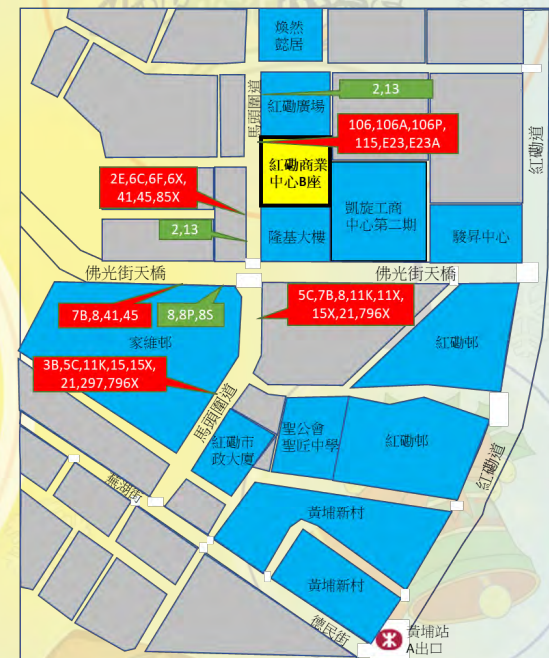 煥然
懿居
馬頭圍道
2,13
紅磡廣場
紅磡道
106,106A,106P,
115,E23,E23A
紅磡商業
中心B座
2E,6C,6F,6X,
41,45,85X
凱旋工商
中心第二期
2,13
隆基大樓
駿昇中心
佛光街天橋
佛光街天橋
7B,8,41,45
8,8P,8S
5C,7B,8,11K,11X,
15X,21,796X
家維邨
紅磡邨
3B,5C,11K,15,15X,
21,297,796X
馬頭圍道
紅磡市
政大廈
聖公會
聖匠中學
紅磡邨
紅磡道
蕪湖街
黃埔新村
黃埔新村
德民街
黃埔站
A出口